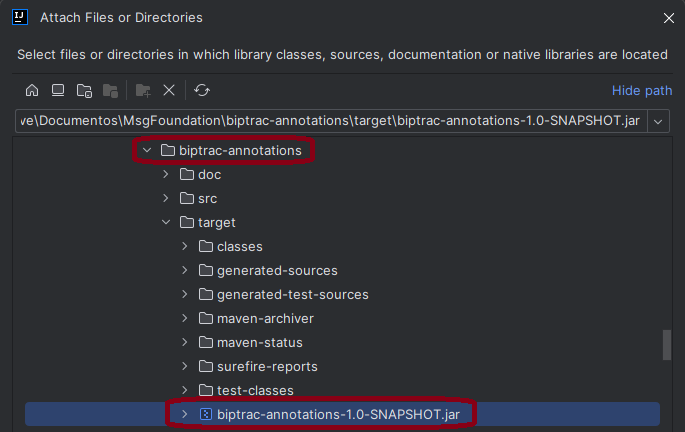 Attach Files or Directories
Select files or directories in which library classes, sources, documentation or native libraries are located
Hide path
ve\Documentos\MsgFoundation\biptrac-annotations\target\biptrac-annotations-1.0-SNAPSHOT.jar
biptrac-annotations
doc
src
target
classes
generated-sources
generated-test-sources
maven-archiver
maven-status
surefire-reports
test-classes
biptrac-annotations-1.0-SNAPSHOT.jar